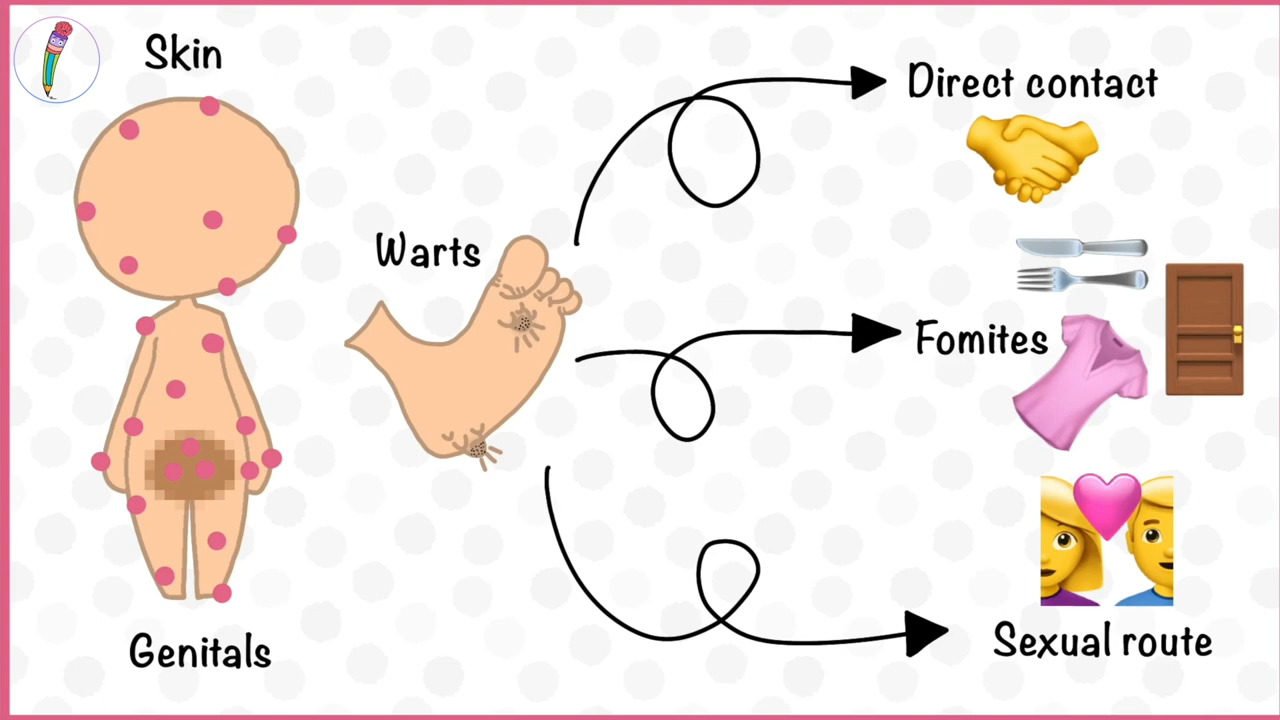 Skin
Direct contact
Warts
Fomites
Genitals
Sexual route